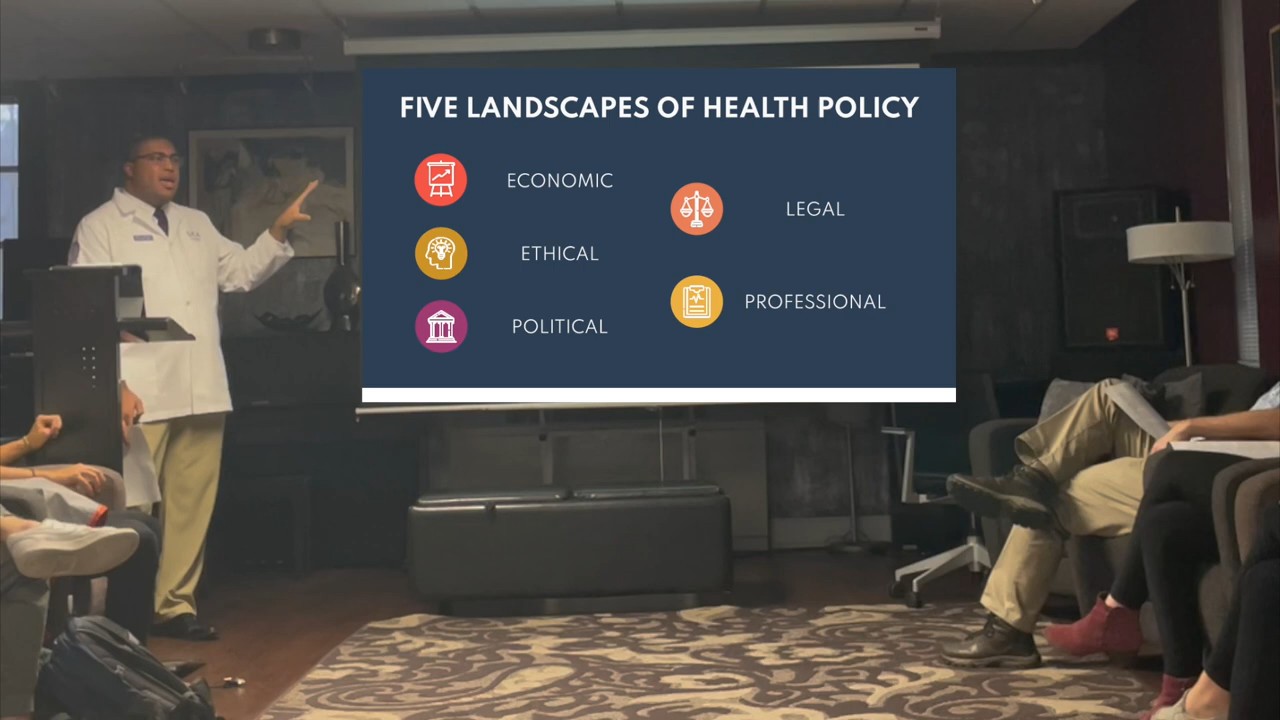 FIVE LANDSCAPES OF HEALTH POLICY
ECONOMIC
ETHICAL
POLITICAL
LEGAL
PROFESSIONAL